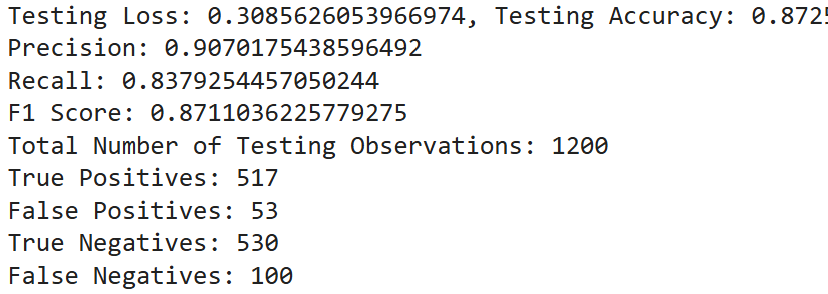 Testing Loss: 0.3085626053966974, Testing Accuracy: 0.872
Precision: 0.9070175438596492
Recall: 0.8379254457050244
F1 Score: 0.8711036225779275
Total Number of Testing Observations: 1200
True Positives: 517
False Positives: 53
True Negatives: 530
False Negatives: 100